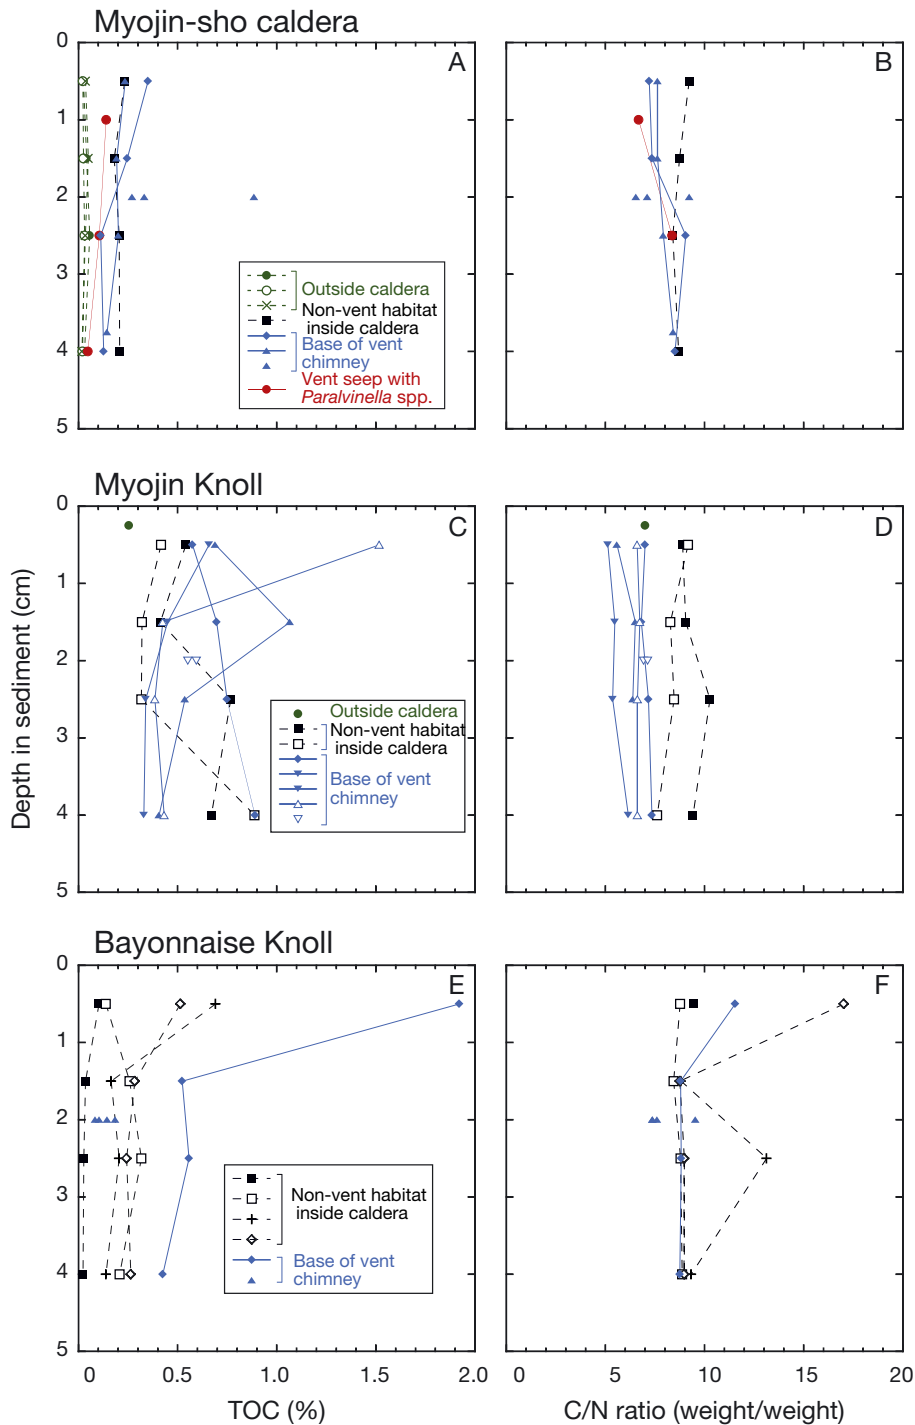 Myojin-sho caldera
0
1
2
3
4
5
A
B
Outside caldera
Non-vent habitat
inside caldera
Base of vent
chimney
Vent seep with
Paralvinella spp.
Myojin Knoll
0
1
2
3
4
5
Depth in sediment (cm)
C
D
Outside caldera
Non-vent habitat
inside caldera
Base of vent
chimney
Bayonnaise Knoll
0
1
2
3
4
5
E
F
Non-vent habitat
inside caldera
Base of vent
chimney
0 0.5 1.0 1.5 2.0
0 5 10 15 20
TOC (%)
C/N ratio (weight/weight)